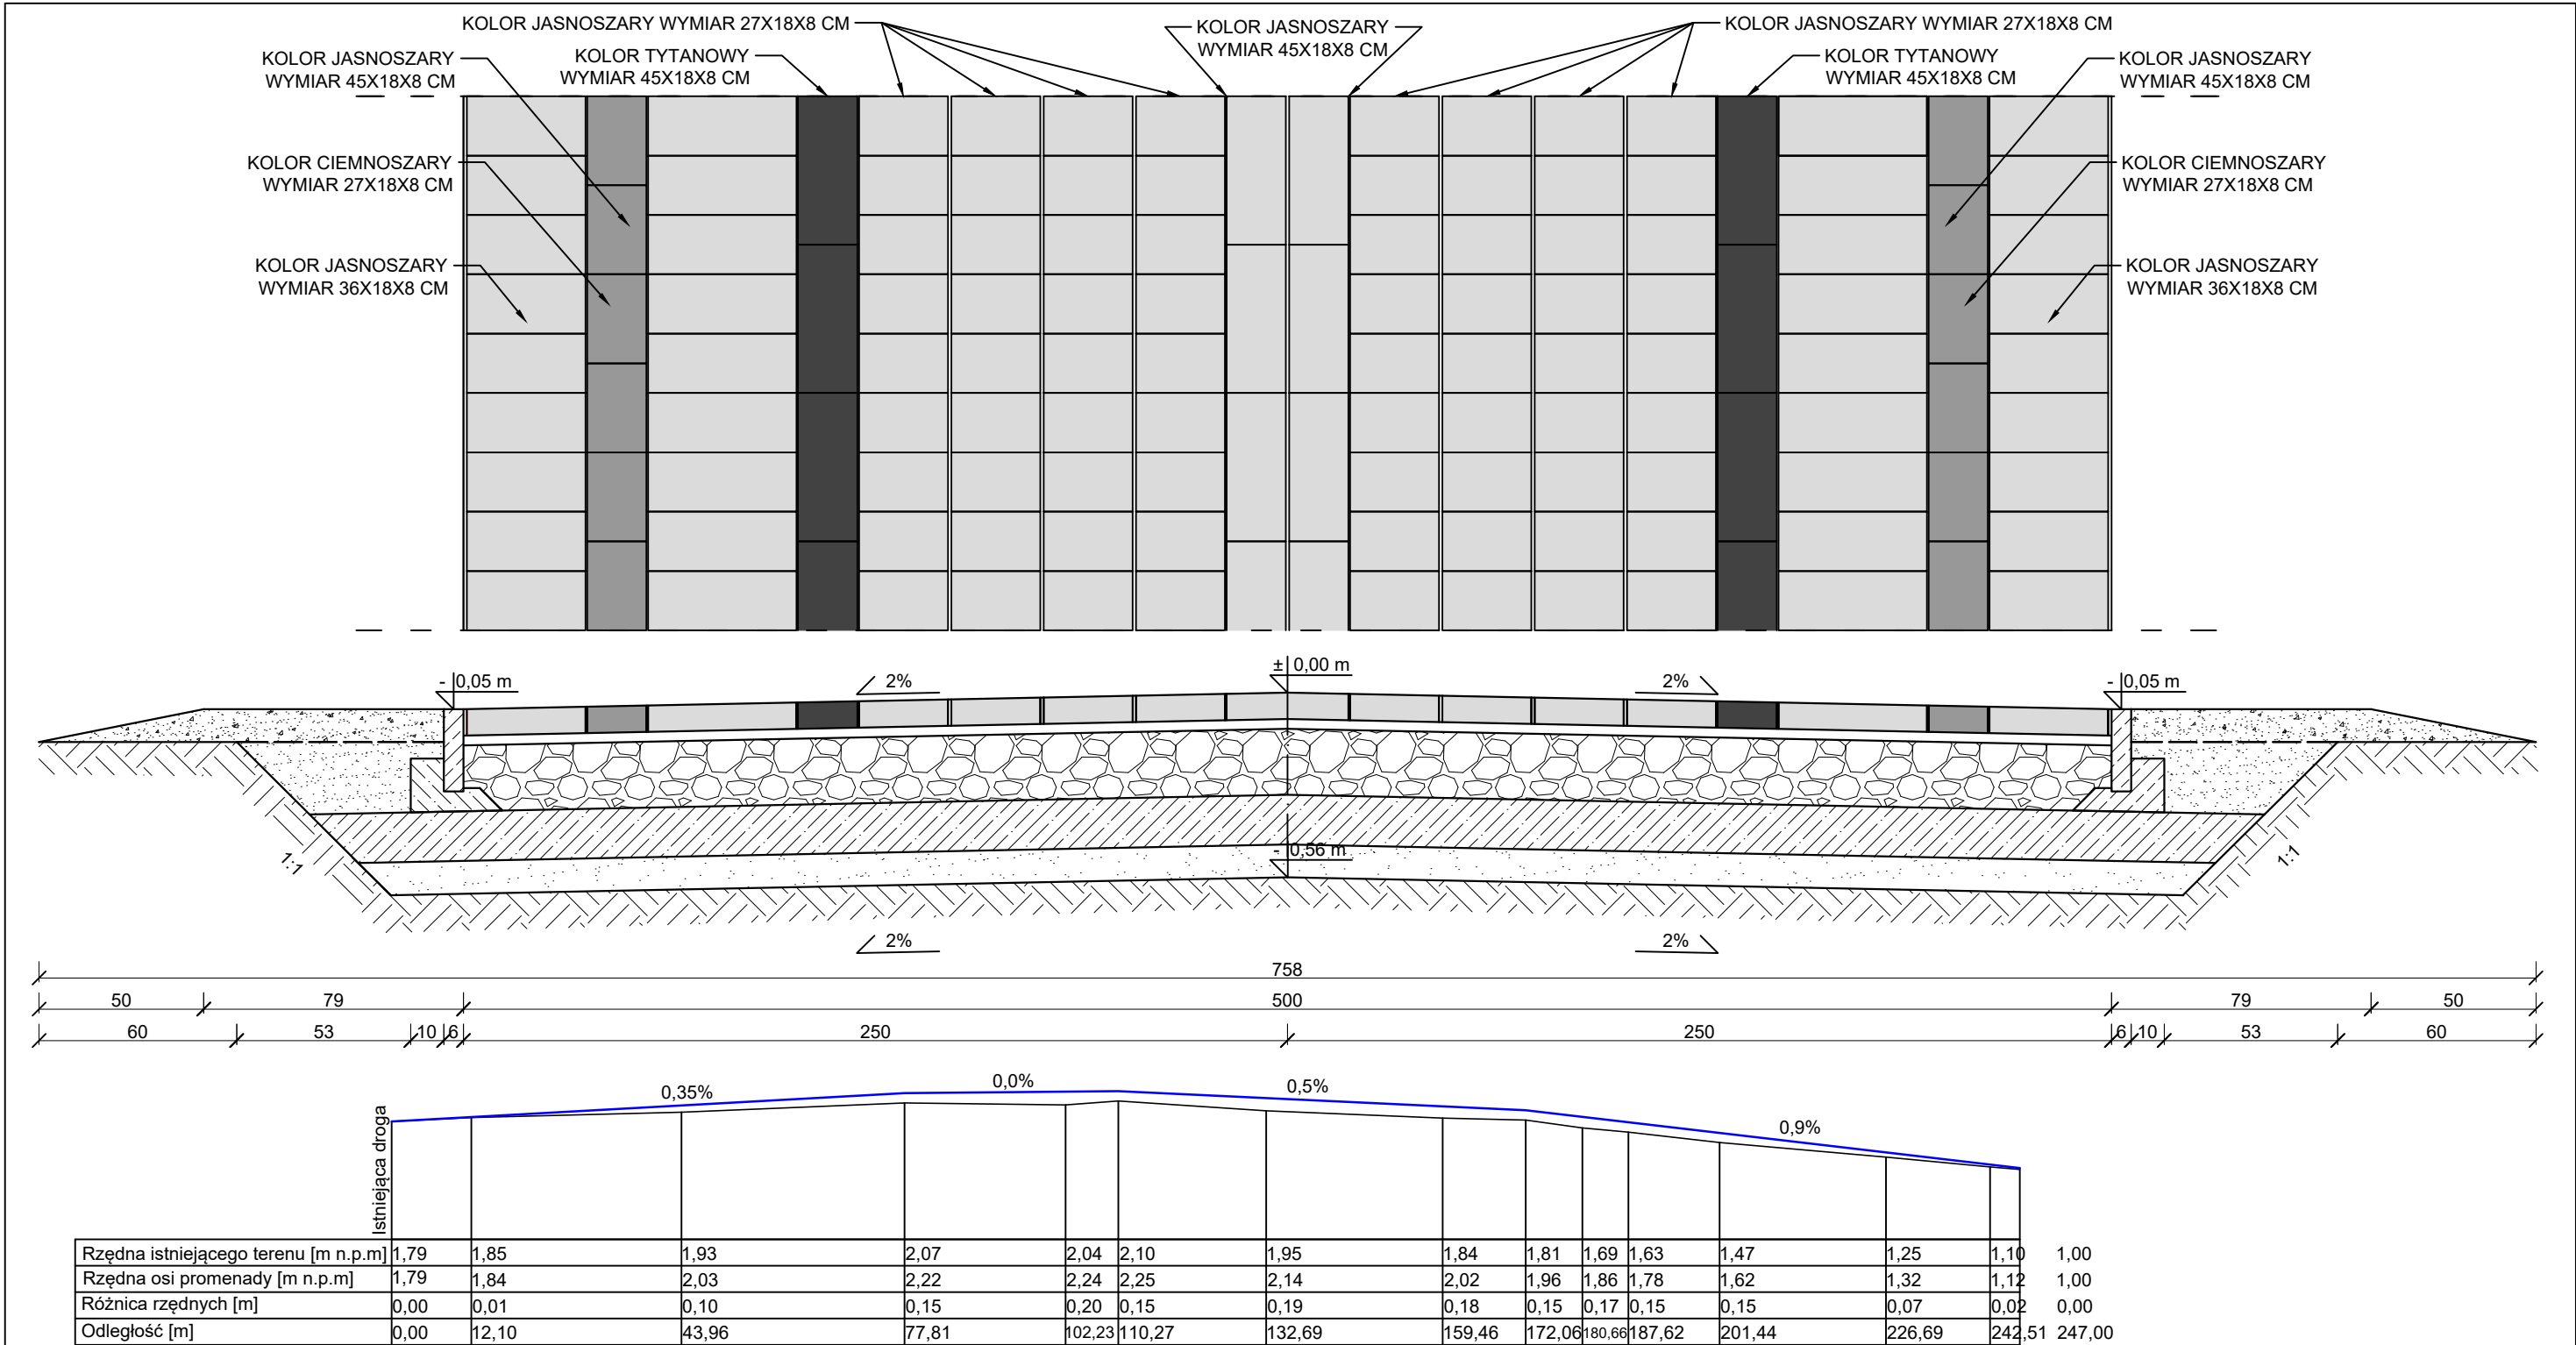 KOLOR JASNOSZARY WYMIAR 27X18X8 CM
KOLOR JASNOSZARY
WYMIAR 45X18X8 CM
KOLOR JASNOSZARY WYMIAR 27X18X8 CM
KOLOR JASNOSZARY
WYMIAR 45X18X8 CM
KOLOR TYTANOWY
WYMIAR 45X18X8 CM
KOLOR TYTANOWY
WYMIAR 45X18X8 CM
KOLOR JASNOSZARY
WYMIAR 45X18X8 CM
KOLOR CIEMNOSZARY
WYMIAR 27X18X8 CM
KOLOR CIEMNOSZARY
WYMIAR 27X18X8 CM
KOLOR JASNOSZARY
WYMIAR 36X18X8 CM
KOLOR JASNOSZARY
WYMIAR 36X18X8 CM
- 0,05 m
2%
± 0,00 m
2%
- 0,05 m
1:1
- 0,56 m
1:1
2%
2%
758
50 79 500 79 50
60 53 10 6 250 250 6 10 53 60
Istniejąca droga
0,35%
0,0%
0,5%
0,9%
Rzędna istniejącego terenu [m n.p.m] 1,79 1,85 1,93 2,07 2,04 2,10 1,95 1,84 1,81 1,69 1,63 1,47 1,25 1,10 1,00
Rzędna osi promenady [m n.p.m] 1,79 1,84 2,03 2,22 2,24 2,25 2,14 2,02 1,96 1,86 1,78 1,62 1,32 1,12 1,00
Różnica rzędnych [m] 0,00 0,01 0,10 0,15 0,20 0,15 0,19 0,18 0,15 0,17 0,15 0,15 0,07 0,02 0,00
Odległość [m] 0,00 12,10 43,96 77,81 102,23 110,27 132,69 159,46 172,06 180,66 187,62 201,44 226,69 242,51 247,00